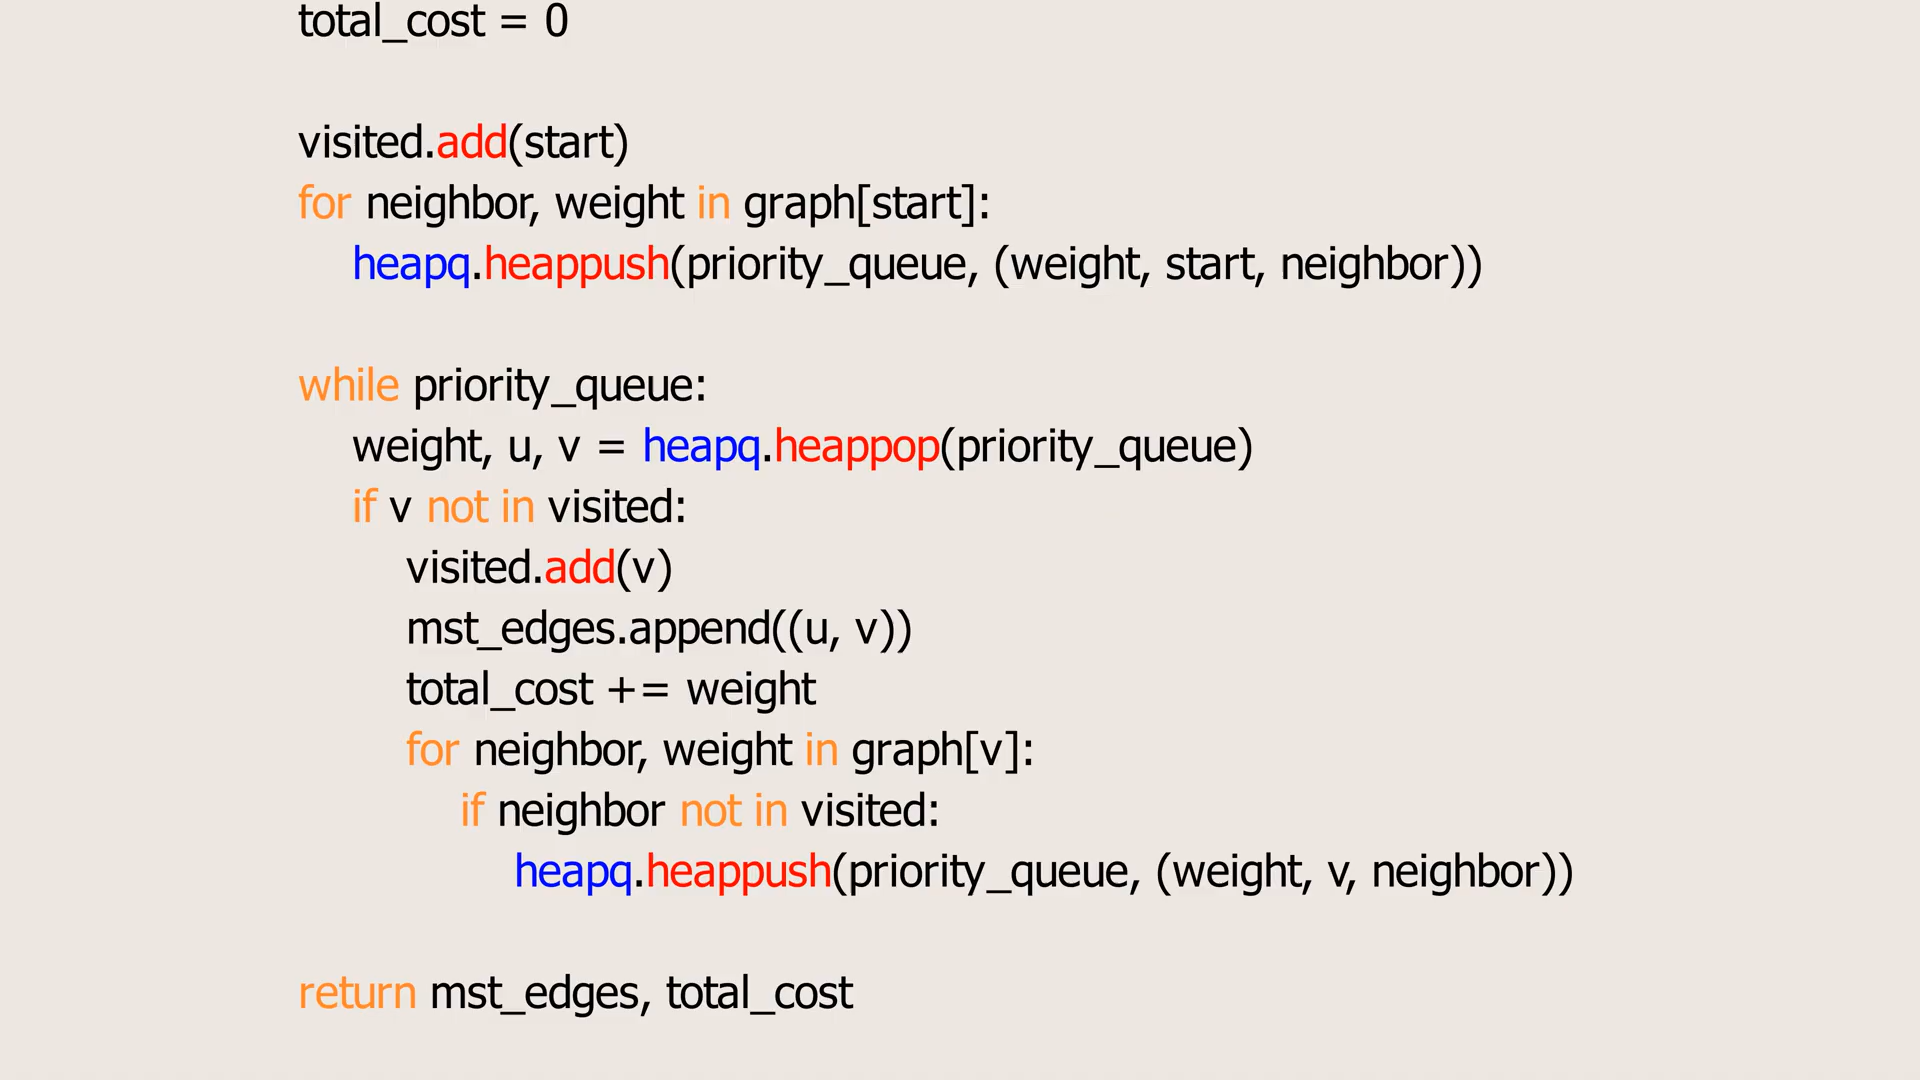 total_cost = 0
visited.add(start)
for neighbor, weight in graph[start]:
heapq.heappush(priority_queue, (weight, start, neighbor))
while priority_queue:
weight, u, v = heapq.heappop(priority_queue)
if v not in visited:
visited.add(v)
mst_edges.append((u, v))
total_cost += weight
for neighbor, weight in graph[v]:
if neighbor not in visited:
heapq.heappush(priority_queue, (weight, v, neighbor))
return mst_edges, total_cost